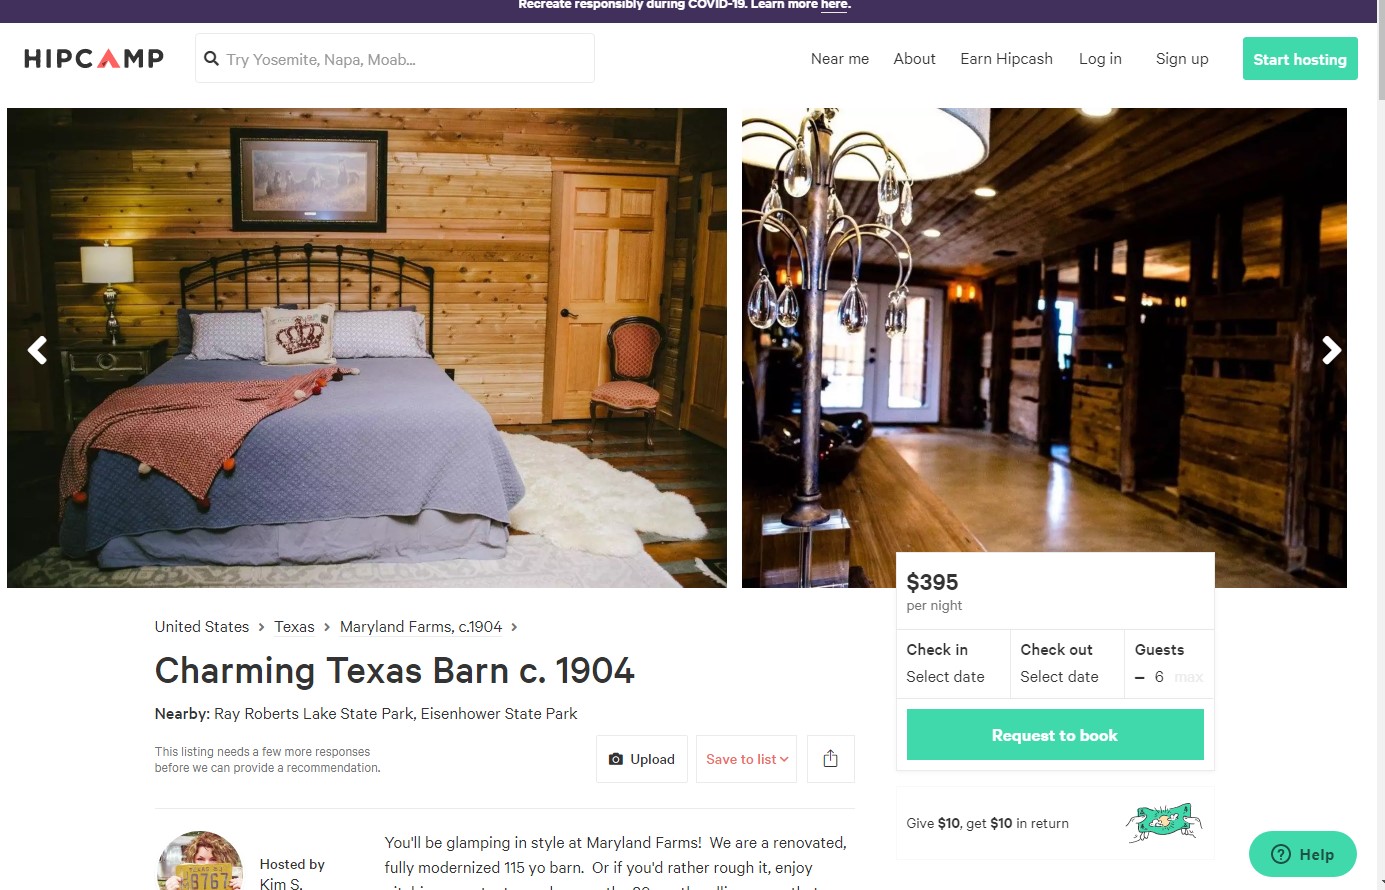 Recreate responsibly during COVID-19. Learn more here.
HIPCAMP
Try Yosemite, Napa, Moab...
Near me
About
Earn Hipcash
Log in
Sign up
Start hosting
$395
per night
Check in
Check out
Guests
Select date
Select date
– 6 max
Request to book
United States > Texas > Maryland Farms, c.1904 >
Charming Texas Barn c. 1904
Nearby: Ray Roberts Lake State Park, Eisenhower State Park
This listing needs a few more responses
before we can provide a recommendation.
Upload
Save to list
Give $10, get $10 in return
Hosted by
Kim S.
You'll be glamping in style at Maryland Farms! We are a renovated,
fully modernized 115 yo barn. Or if you'd rather rough it, enjoy
8767
Help